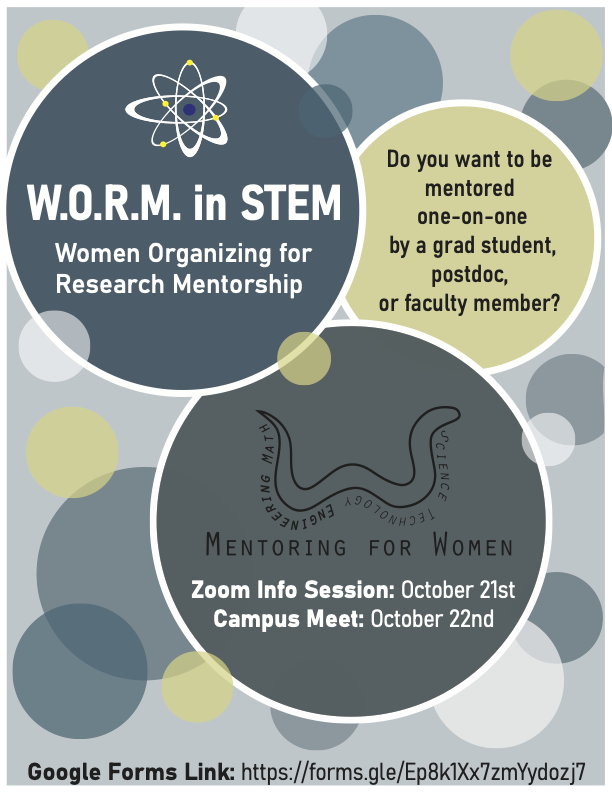 W.O.R.M. in STEM
Women Organizing for
Research Mentorship
Do you want to be
mentored
one-on-one
by a grad student,
postdoc,
or faculty member?
Science Technology Engineering Math
Mentoring for Women
Zoom Info Session: October 21st
Campus Meet: October 22nd
Google Forms Link: https://forms.gle/Ep8k1Xx7zmYydozj7